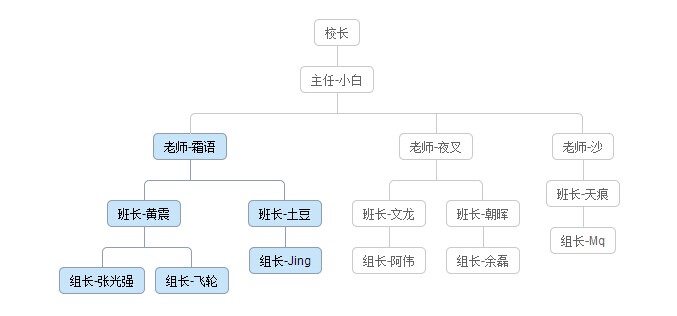 校长
主任-小白
老师-霜语
老师-夜叉
老师-沙
班长-黄震
班长-土豆
班长-文龙
班长-朝晖
班长-天痕
组长-张光强
组长-飞轮
组长-Jing
组长-阿伟
组长-余磊
组长-Mq